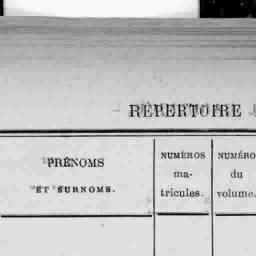 RÉPERTOIRE
PRÉNOMS
ET SURNOMS.
NUMÉROS
ma-
tricules.
NUMÉRO
du
volume.